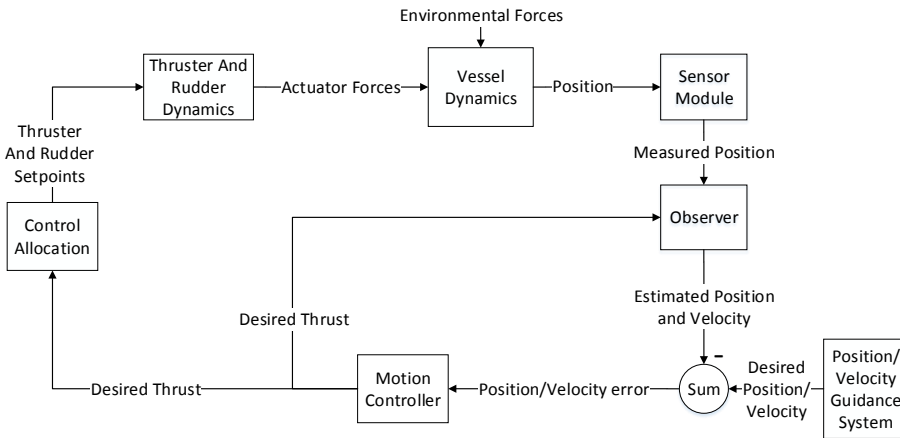 Environmental Forces
Thruster And
Rudder
Dynamics
Actuator Forces
Vessel
Dynamics
Position
Sensor
Module
Thruster
And Rudder
Setpoints
Measured Position
Control
Allocation
Observer
Estimated Position
and Velocity
Desired Thrust
Desired Thrust
Motion
Controller
Position/Velocity error
Sum
–
Desired
Position/
Velocity
Position/
Velocity
Guidance
System